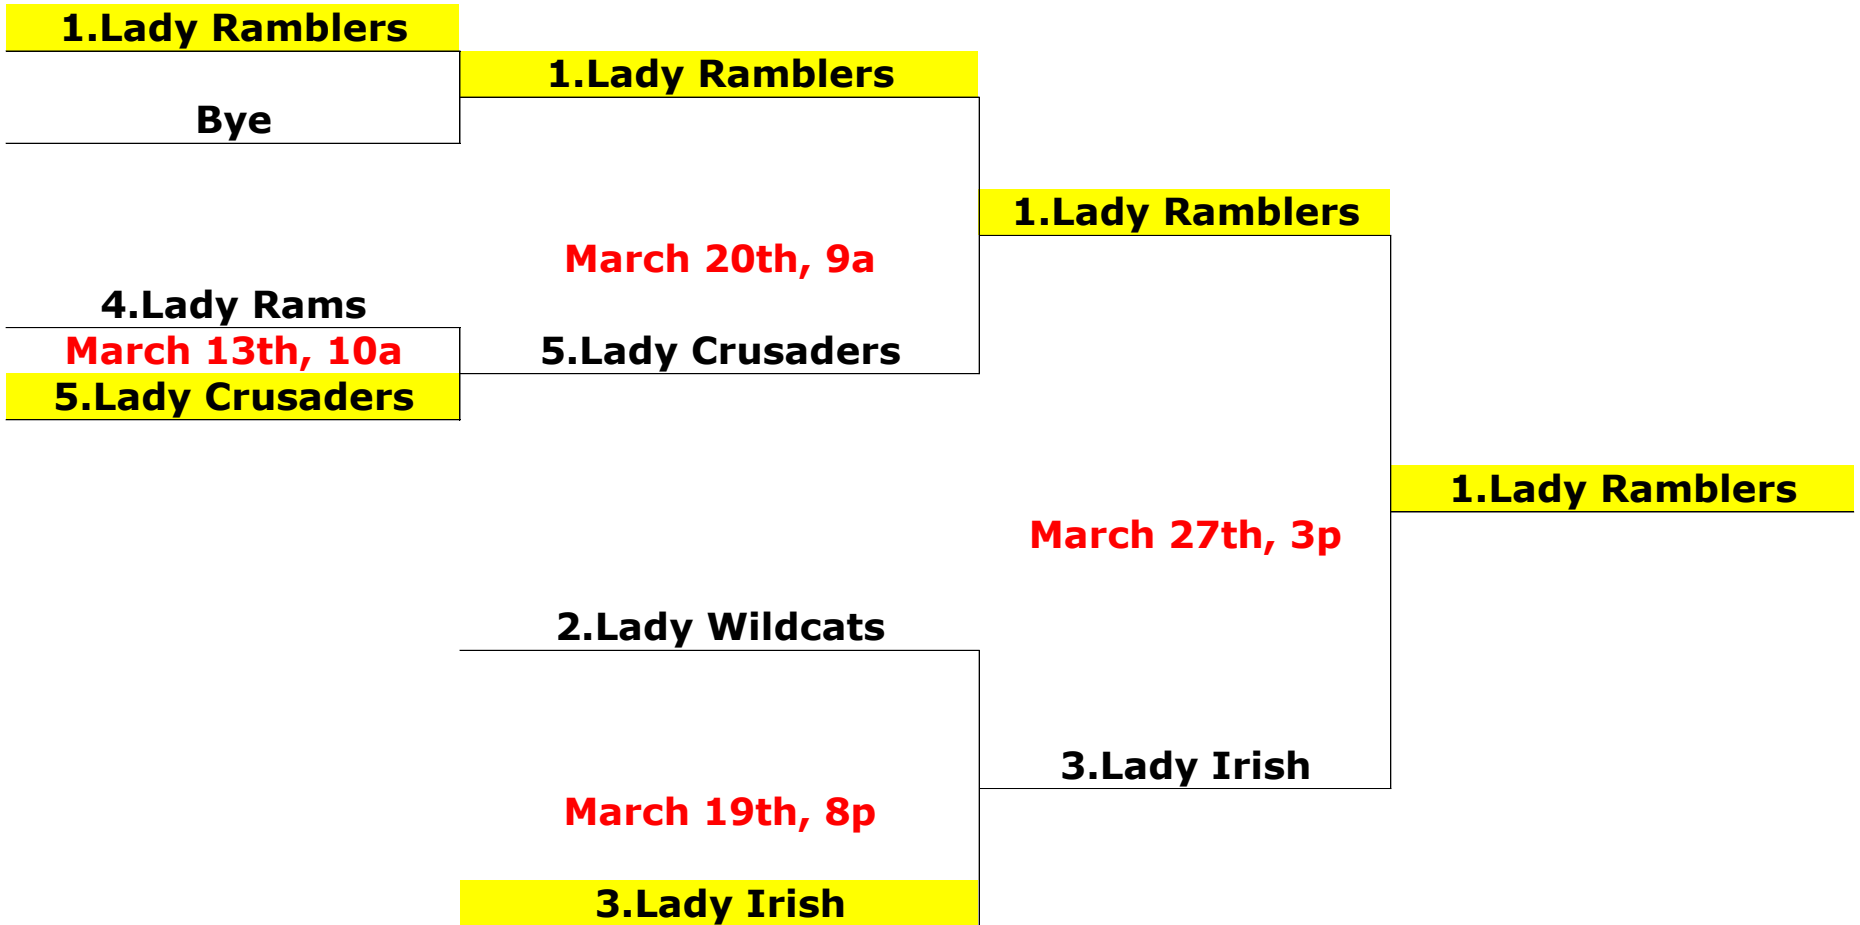 1.Lady Ramblers
1.Lady Ramblers
Bye
1.Lady Ramblers
March 20th, 9a
4.Lady Rams
March 13th, 10a
5.Lady Crusaders
5.Lady Crusaders
1.Lady Ramblers
March 27th, 3p
2.Lady Wildcats
3.Lady Irish
March 19th, 8p
3.Lady Irish